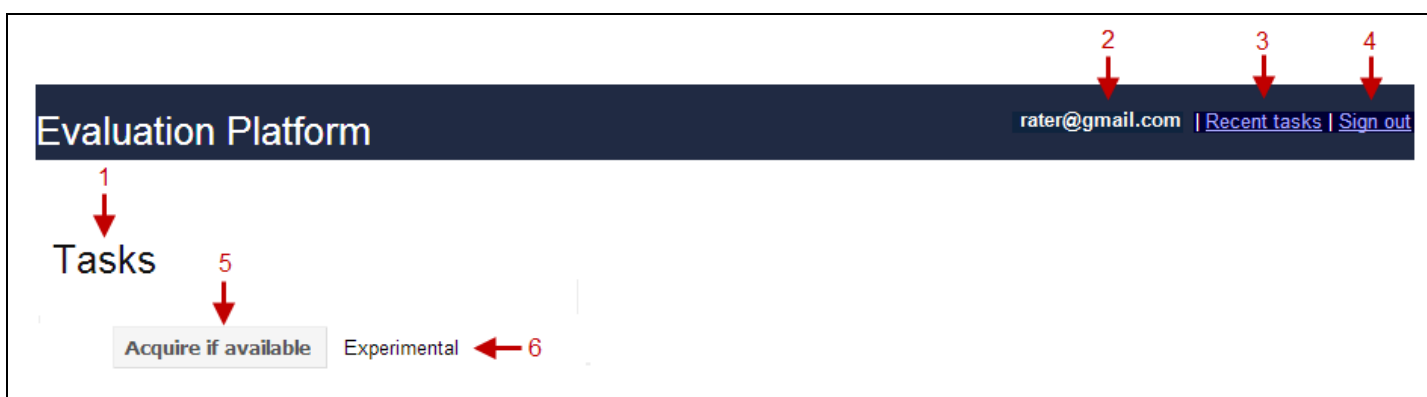 2 3 4
Evaluation Platform rater@gmail.com | Recent tasks | Sign out
1
Tasks
5
Acquire if available Experimental 6